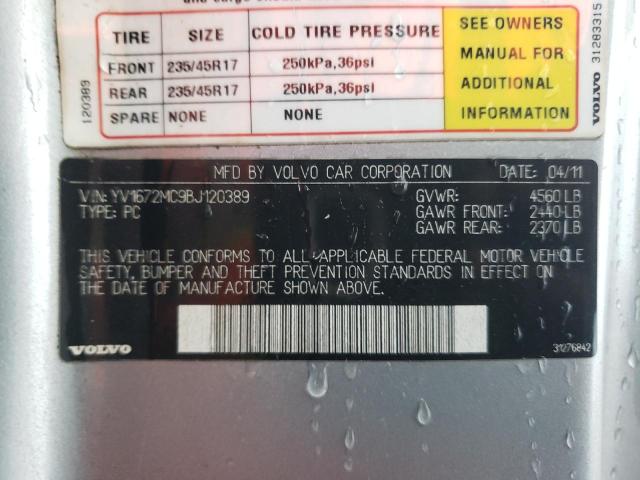 TIRE SIZE COLD TIRE PRESSURE
FRONT 235/45R17 250kPa,36psi
REAR 235/45R17 250kPa,36psi
SPARE NONE NONE
SEE OWNERS
MANUAL FOR
ADDITIONAL
INFORMATION
120389
VOLVO
MFD BY VOLVO CAR CORPORATION DATE: 04/11
VIN: YV1672MC9BJ120389 GVWR: 4560 LB
TYPE: PC GAWR FRONT: 2440 LB
GAWR REAR: 2370 LB
THIS VEHICLE CONFORMS TO ALL APPLICABLE FEDERAL MOTOR VEHICLE
SAFETY, BUMPER AND THEFT PREVENTION STANDARDS IN EFFECT ON
THE DATE OF MANUFACTURE SHOWN ABOVE.
VOLVO
31276842